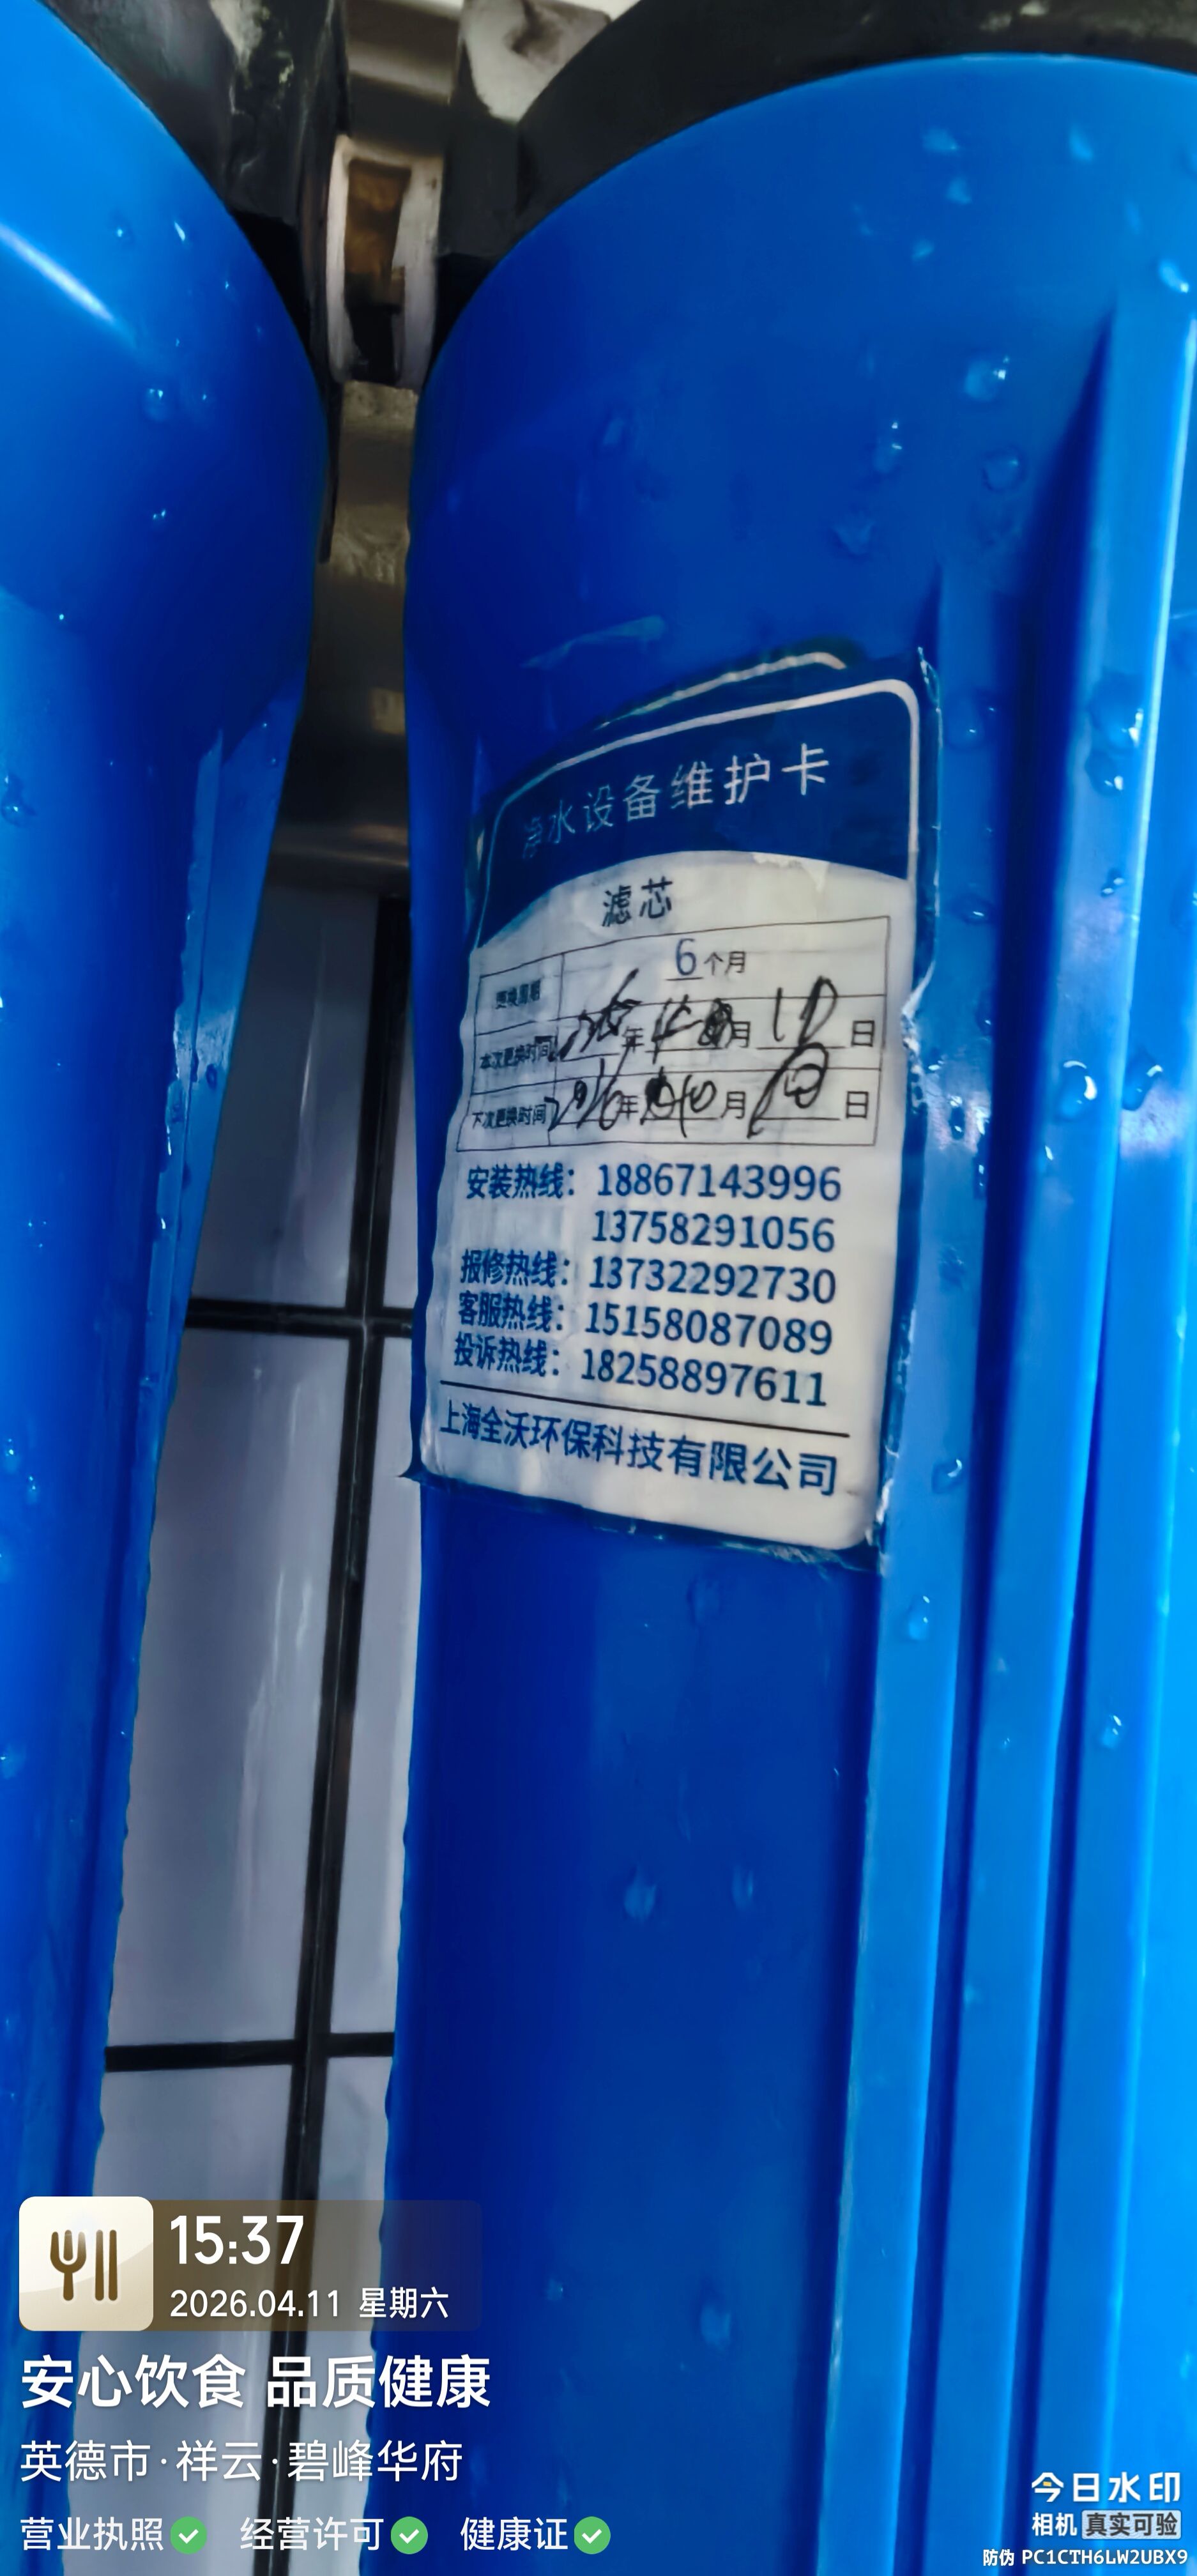 净水设备维护卡
滤芯
更换周期 6个月
本次更换时间 年 月 日
下次更换时间 年 月 日
安装热线：18867143996
13758291056
报修热线：13732292730
客服热线：15158087089
投诉热线：18258897611
上海全沃环保科技有限公司
15:37
2026.04.11 星期六
安心饮食 品质健康
英德市·祥云·碧峰华府
营业执照 经营许可 健康证
今日水印
相机 真实可验
防伪 PC1CTH6LW2UBX9